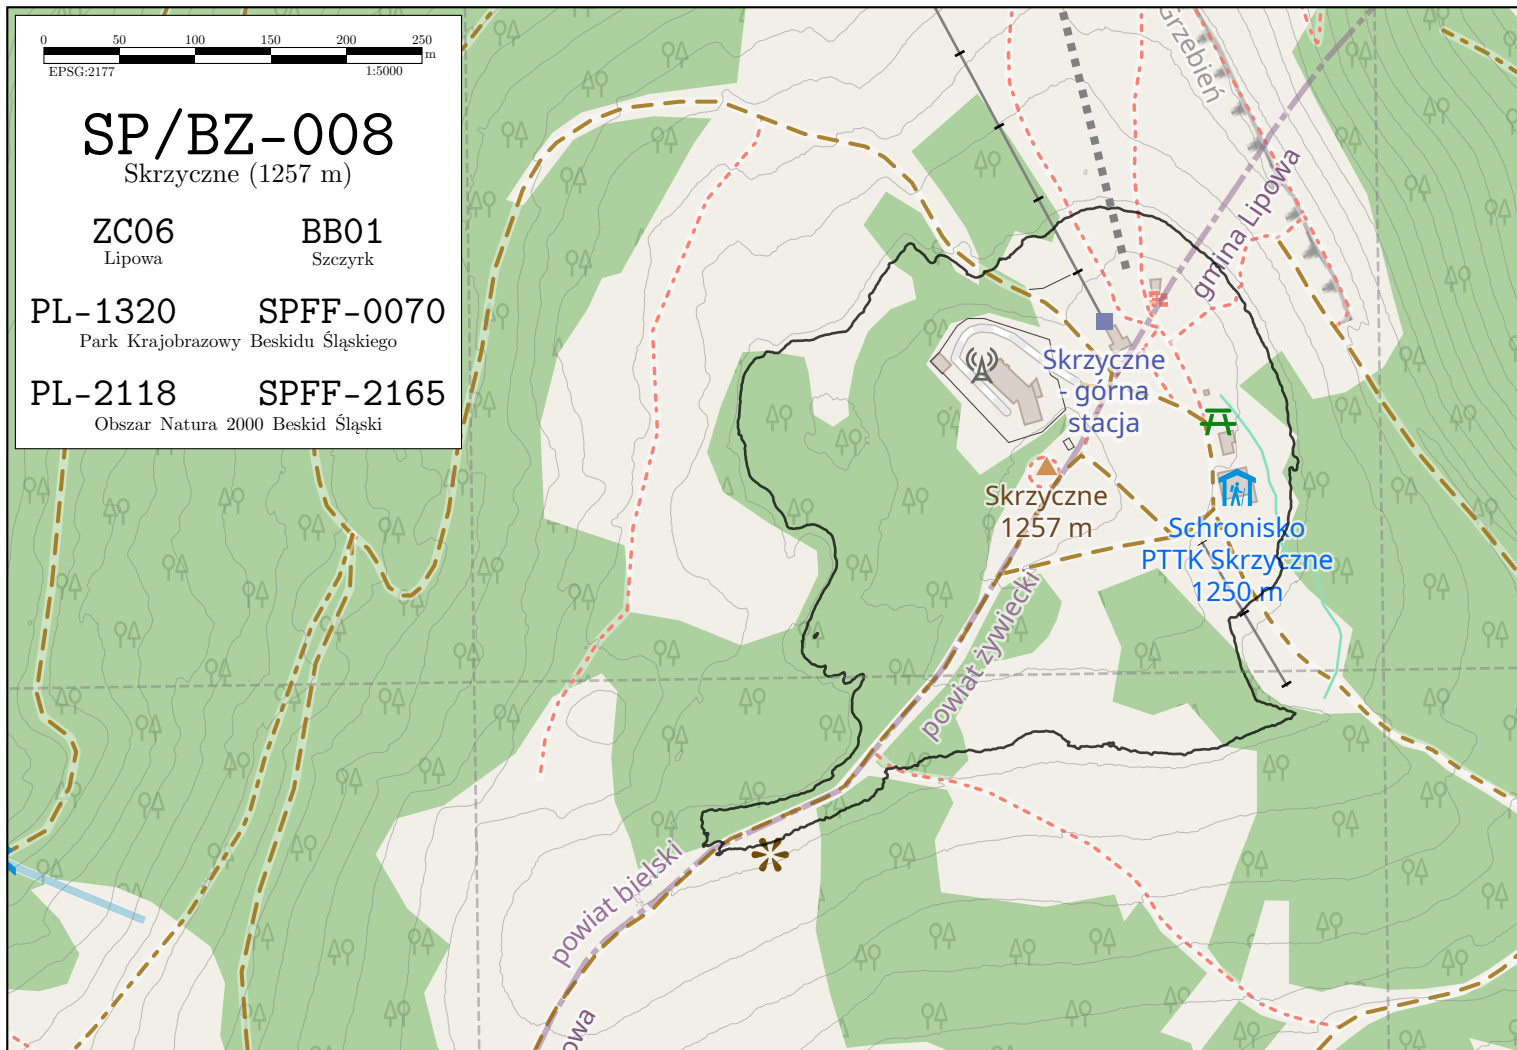 0 50 100 150 200 250
m
EPSG:2177 1:5000
SP/BZ-008
Skrzyczne (1257 m)
ZC06 BB01
Lipowa Szczyrk
PL-1320 SPFF-0070
Park Krajobrazowy Beskidu Śląskiego
PL-2118 SPFF-2165
Obszar Natura 2000 Beskid Śląski
Grzebień
gmina Lipowa
Skrzyczne
- górna
stacja
Skrzyczne
1257 m
Schronisko
PTTK Skrzyczne
1250 m
powiat żywiecki
powiat bielski
owa